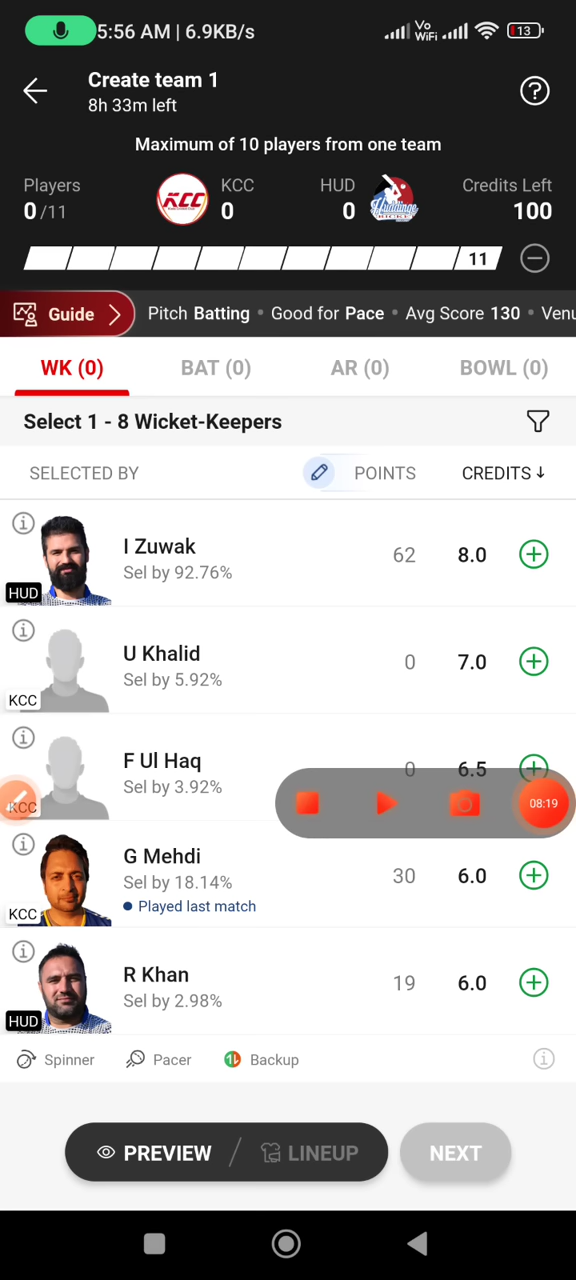 5:56 AM | 6.9KB/s Vo WiFi 13
Create team 1
8h 33m left
Maximum of 10 players from one team
Players KCC HUD Credits Left
0/11 KCC 0 0 Huddinge 100
11
Guide Pitch Batting • Good for Pace • Avg Score 130 • Venu
WK (0) BAT (0) AR (0) BOWL (0)
Select 1 - 8 Wicket-Keepers
SELECTED BY POINTS CREDITS↓
I Zuwak 62 8.0
Sel by 92.76%
HUD
U Khalid 0 7.0
Sel by 5.92%
KCC
F Ul Haq 0 6.5
Sel by 3.92%
KCC 08:19
G Mehdi 30 6.0
Sel by 18.14%
KCC • Played last match
R Khan 19 6.0
Sel by 2.98%
HUD
Spinner Pacer Backup
PREVIEW / LINEUP NEXT